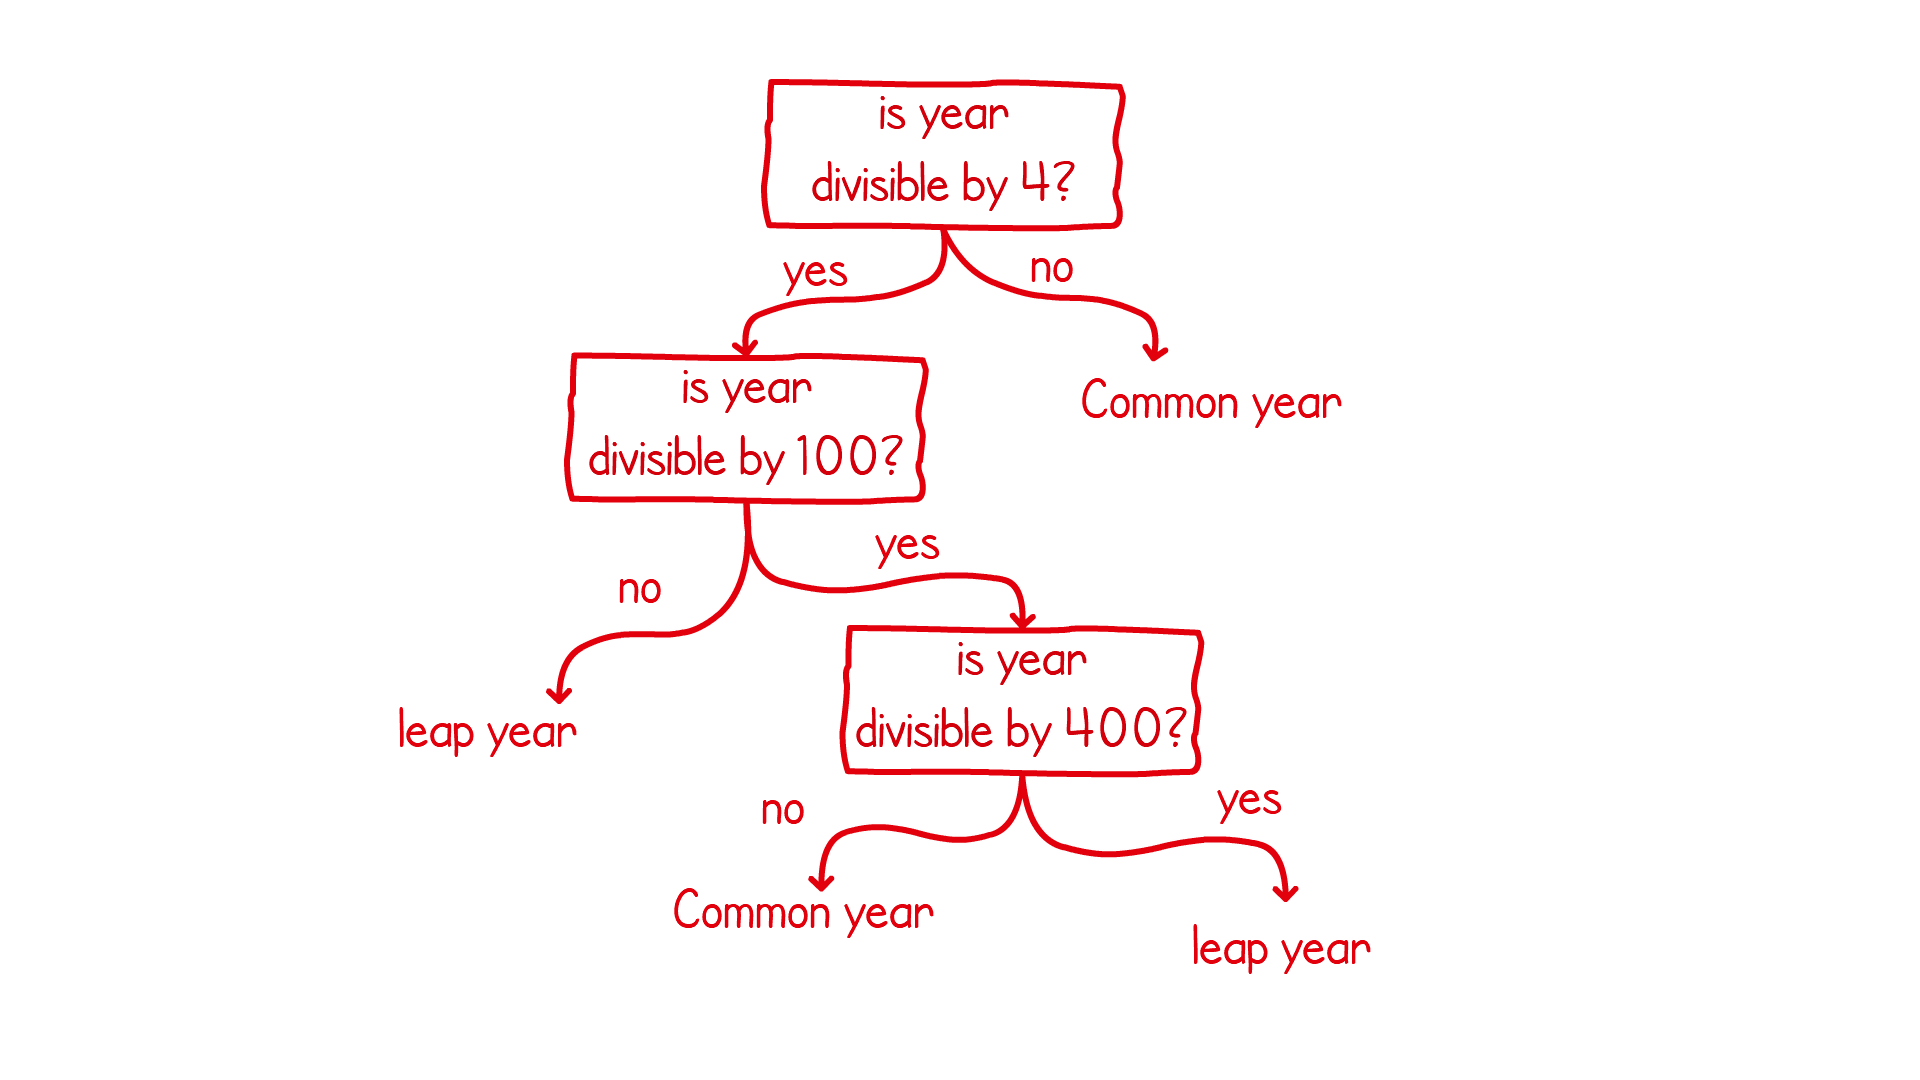 is year
divisible by 4?
yes
no
is year
divisible by 100?
Common year
yes
no
is year
divisible by 400?
leap year
no
yes
Common year
leap year